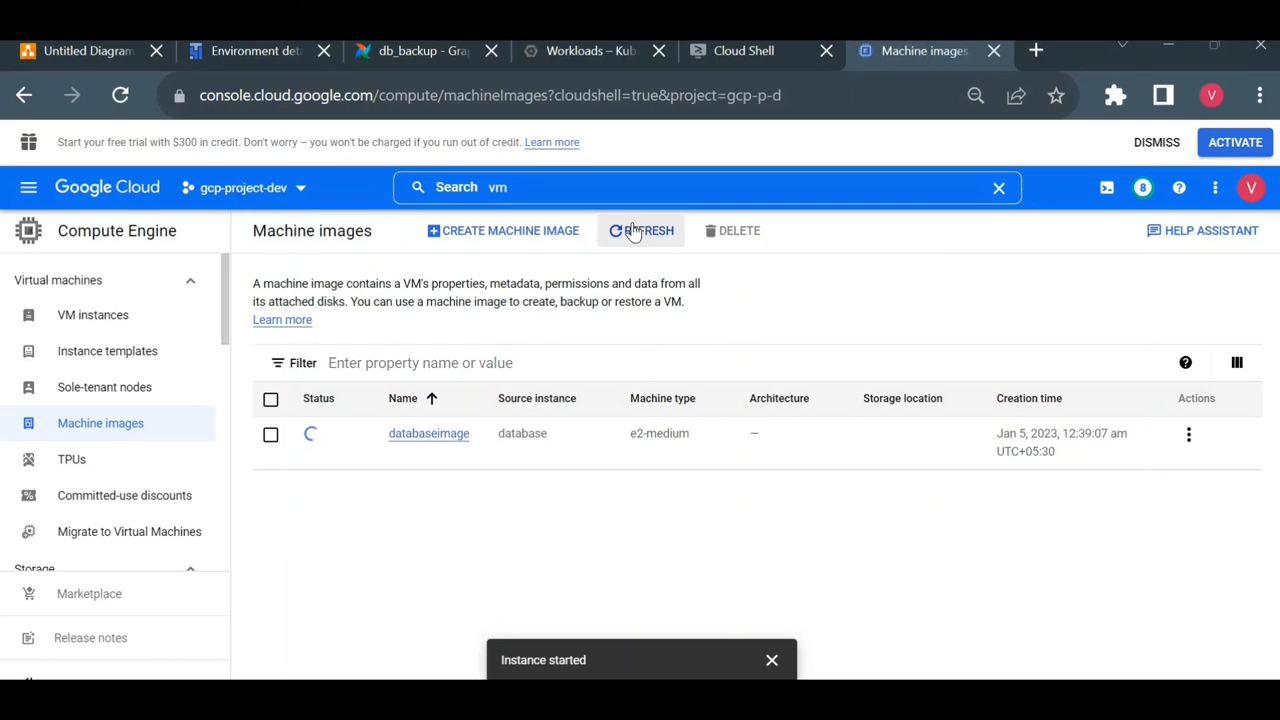 Untitled Diagram
Environment deta
db_backup - Gra
Workloads – Kub
Cloud Shell
Machine images
console.cloud.google.com/compute/machineImages?cloudshell=true&project=gcp-p-d
V
Start your free trial with $300 in credit. Don't worry – you won't be charged if you run out of credit. Learn more
DISMISS
ACTIVATE
Google Cloud
gcp-project-dev
Search vm
8
V
Compute Engine
Machine images
CREATE MACHINE IMAGE
REFRESH
DELETE
HELP ASSISTANT
Virtual machines
VM instances
Instance templates
Sole-tenant nodes
Machine images
TPUs
Committed-use discounts
Migrate to Virtual Machines
Storage
Marketplace
Release notes
A machine image contains a VM's properties, metadata, permissions and data from all
its attached disks. You can use a machine image to create, backup or restore a VM.
Learn more
Filter Enter property name or value
Status Name Source instance Machine type Architecture Storage location Creation time Actions
databaseimage database e2-medium — Jan 5, 2023, 12:39:07 am
UTC+05:30
Instance started